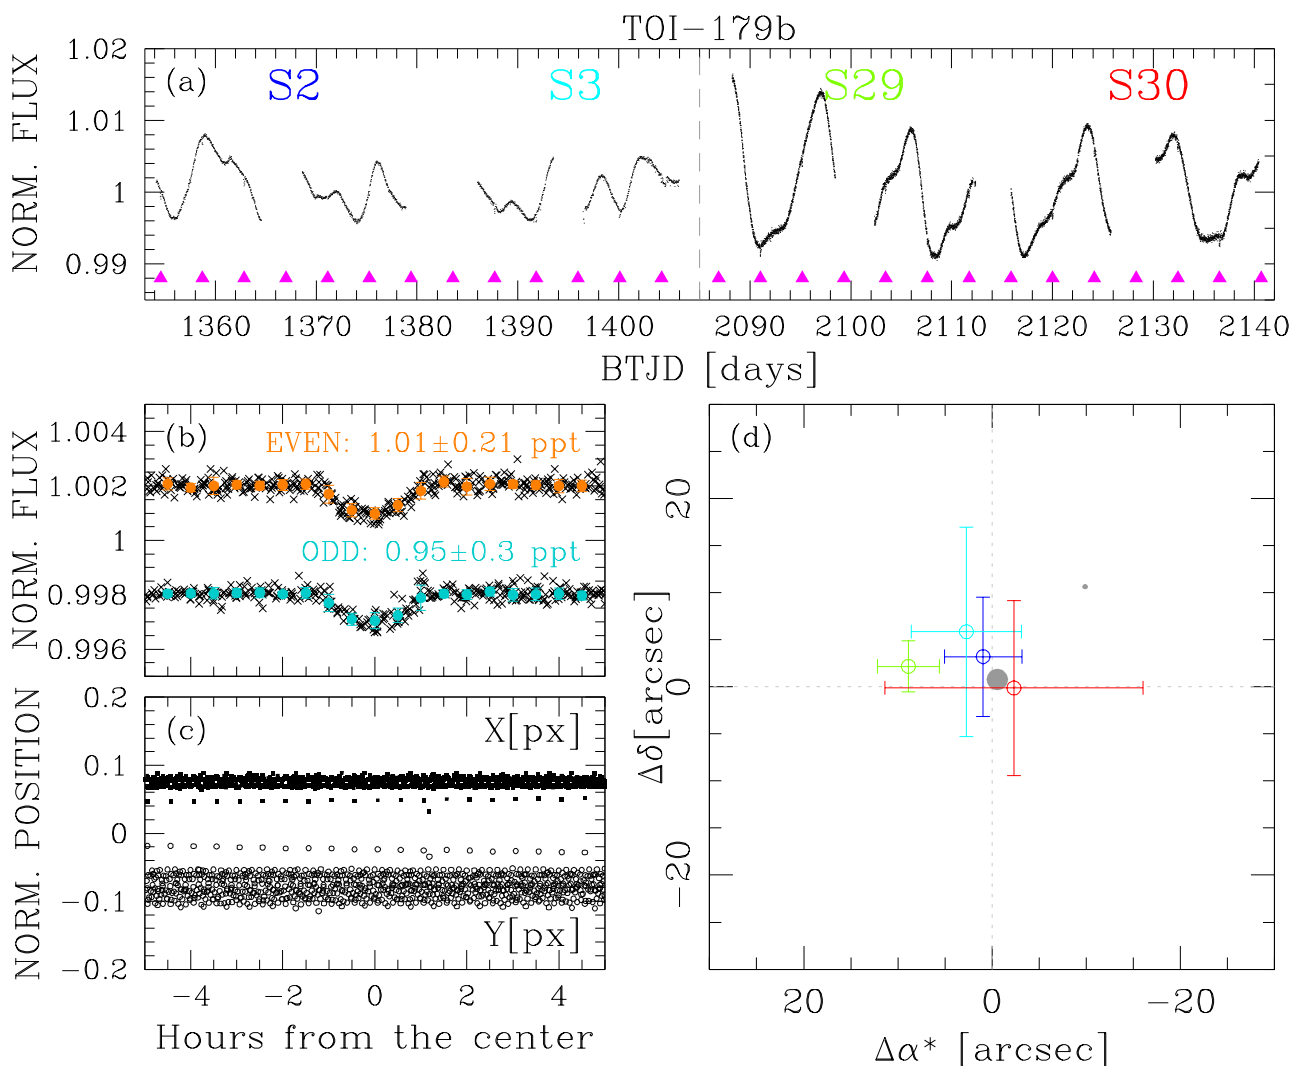 TOI-179b
NORM. FLUX
1.02
1.01
1
0.99
(a)
S2
S3
S29
S30
1360
1370
1380
1390
1400
2090
2100
2110
2120
2130
2140
BTJD [days]
NORM. FLUX
1.004
1.002
1
0.998
0.996
(b)
EVEN: 1.01±0.21 ppt
ODD: 0.95±0.3 ppt
NORM. POSITION
0.2
0.1
0
-0.1
-0.2
(c)
X[px]
Y[px]
-4
-2
0
2
4
Hours from the center
(d)
Δδ[arcsec]
20
0
-20
20
0
-20
Δα* [arcsec]